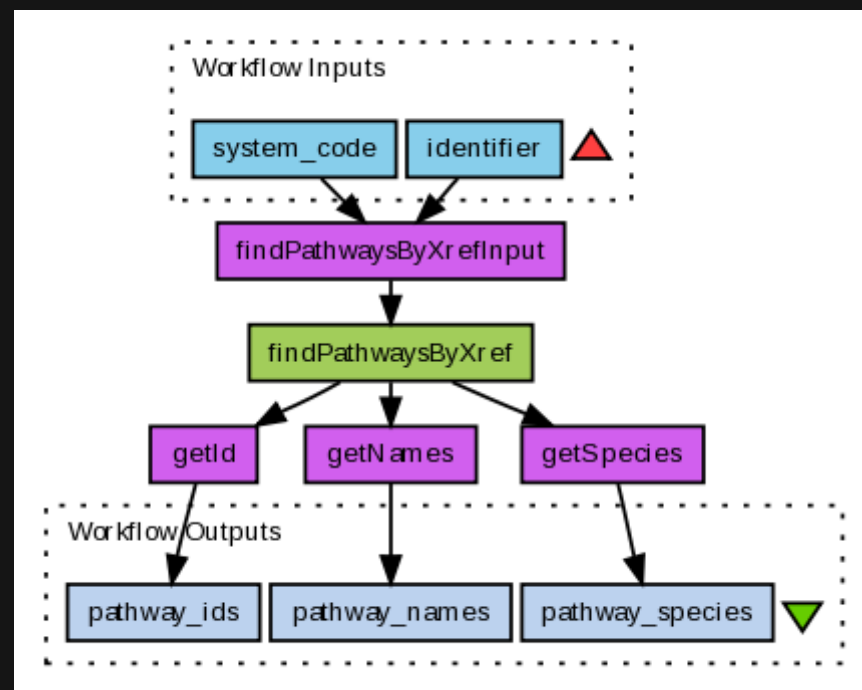 Workflow Inputs
system_code
identifier
findPathwaysByXrefInput
findPathwaysByXref
getId
getNames
getSpecies
Workflow Outputs
pathway_ids
pathway_names
pathway_species